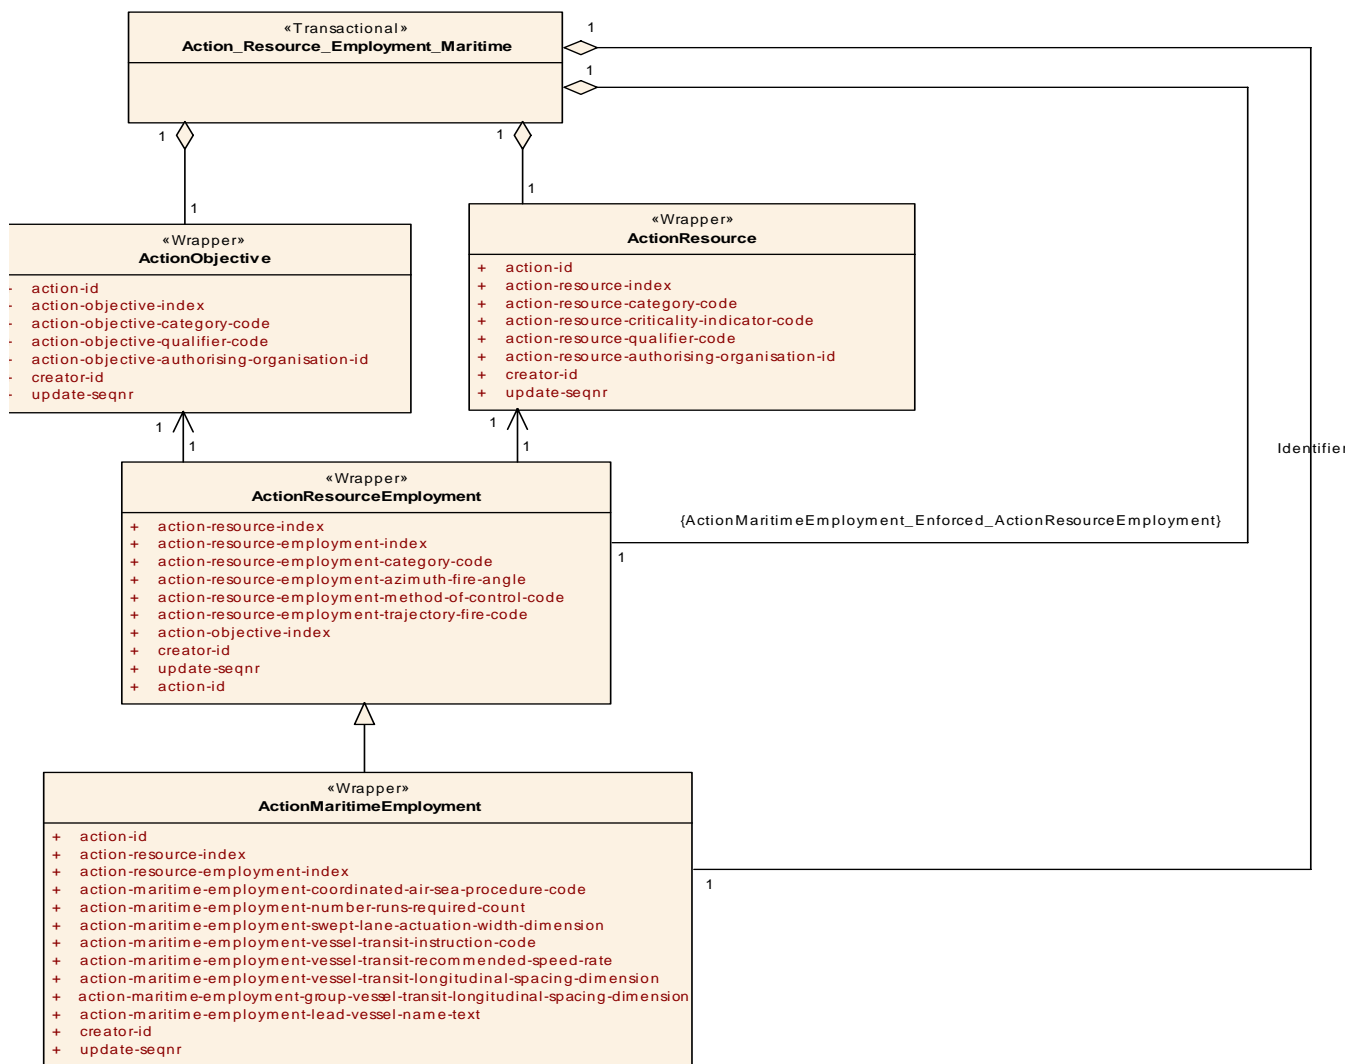 «Transactional»
Action_Resource_Employment_Maritime
1
1
1
1
1
1
«Wrapper»
ActionObjective
- action-id
- action-objective-index
- action-objective-category-code
- action-objective-qualifier-code
- action-objective-authorising-organisation-id
- creator-id
- update-seqnr
«Wrapper»
ActionResource
+ action-id
+ action-resource-index
+ action-resource-category-code
+ action-resource-criticality-indicator-code
+ action-resource-qualifier-code
+ action-resource-authorising-organisation-id
+ creator-id
+ update-seqnr
1
1
1
1
Identifier
«Wrapper»
ActionResourceEmployment
+ action-resource-index
+ action-resource-employment-index
+ action-resource-employment-category-code
+ action-resource-employment-azimuth-fire-angle
+ action-resource-employment-method-of-control-code
+ action-resource-employment-trajectory-fire-code
+ action-objective-index
+ creator-id
+ update-seqnr
+ action-id
{ActionMaritimeEmployment_Enforced_ActionResourceEmployment}
1
«Wrapper»
ActionMaritimeEmployment
+ action-id
+ action-resource-index
+ action-resource-employment-index
+ action-maritime-employment-coordinated-air-sea-procedure-code
+ action-maritime-employment-number-runs-required-count
+ action-maritime-employment-swept-lane-actuation-width-dimension
+ action-maritime-employment-vessel-transit-instruction-code
+ action-maritime-employment-vessel-transit-recommended-speed-rate
+ action-maritime-employment-vessel-transit-longitudinal-spacing-dimension
+ action-maritime-employment-group-vessel-transit-longitudinal-spacing-dimension
+ action-maritime-employment-lead-vessel-name-text
+ creator-id
+ update-seqnr
1